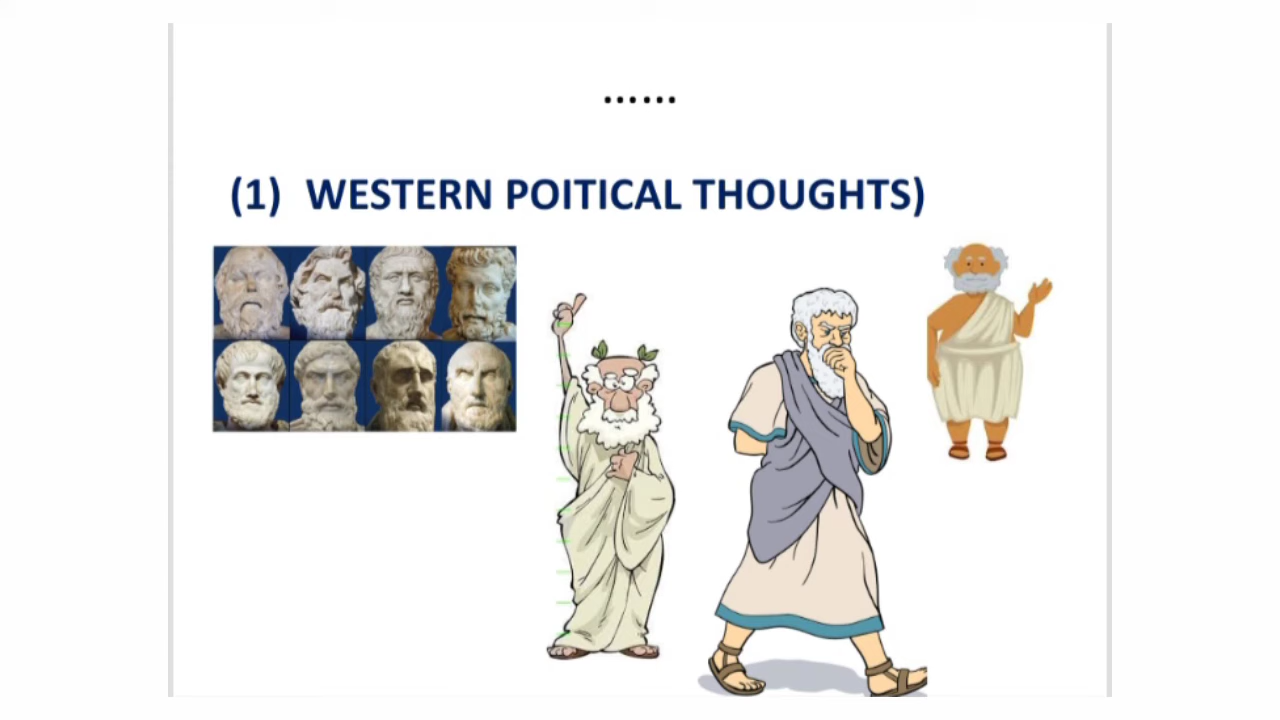 ......
(1) WESTERN POITICAL THOUGHTS)